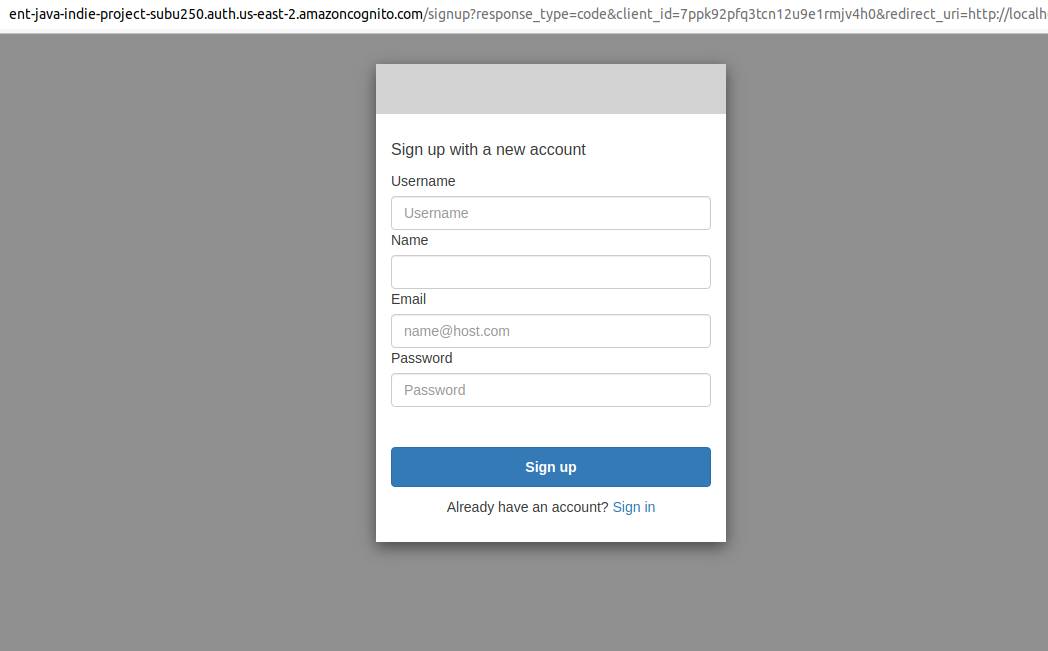 ent-java-indie-project-subu250.auth.us-east-2.amazoncognito.com/signup?response_type=code&client_id=7ppk92pfq3tcn12u9e1rmjv4h0&redirect_uri=http://localh
Sign up with a new account
Username
Username
Name
Email
name@host.com
Password
Password
Sign up
Already have an account? Sign in